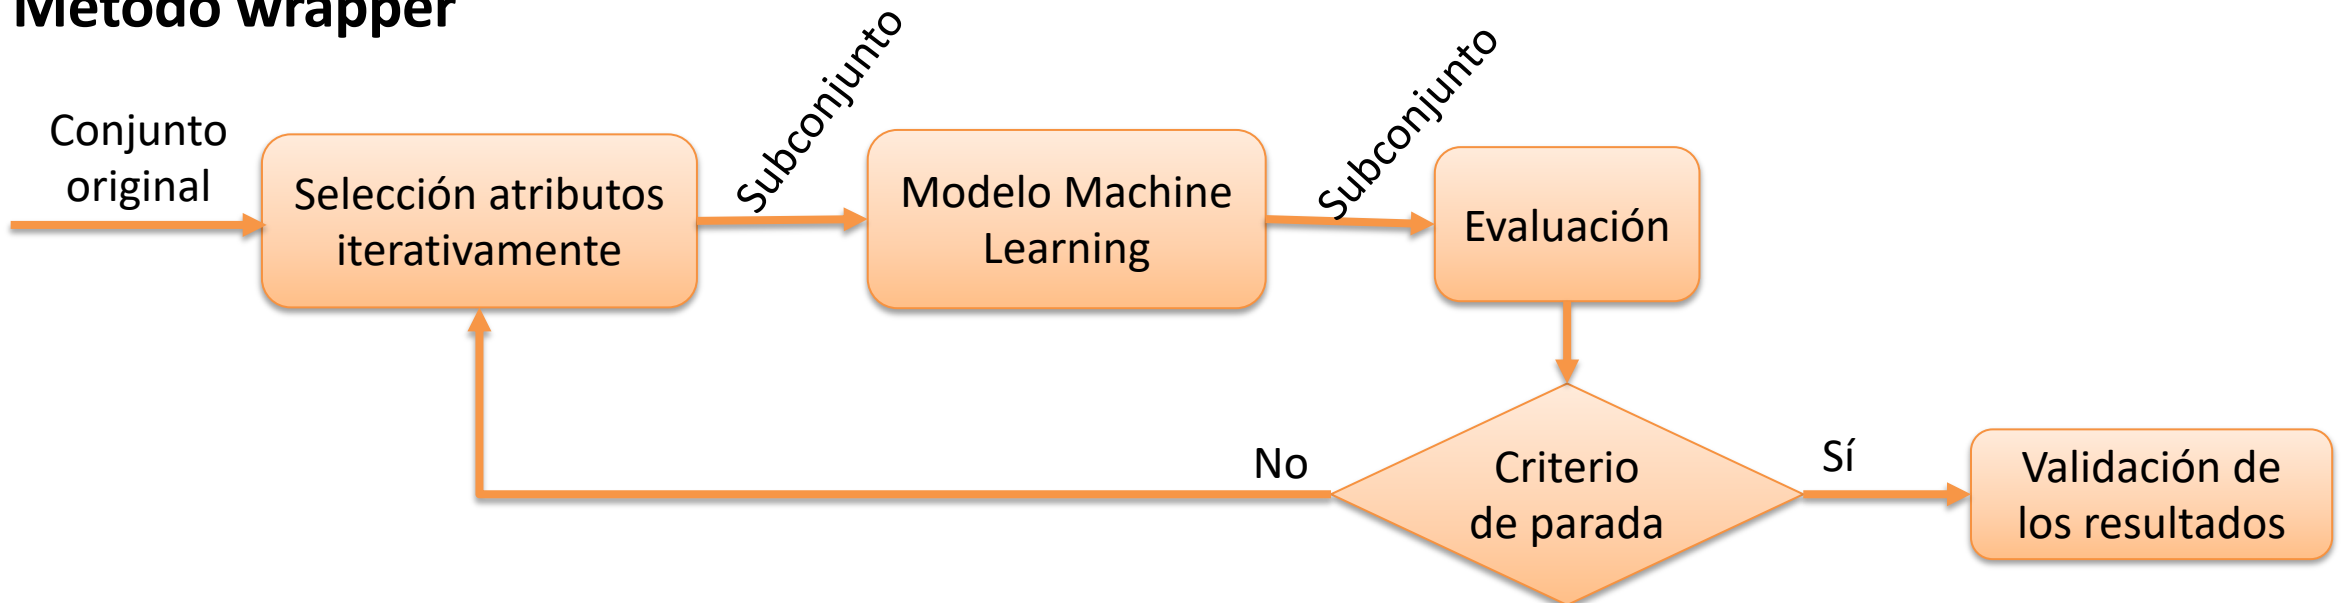 Método wrapper
Conjunto
original
Selección atributos
iterativamente
Subconjunto
Modelo Machine
Learning
Subconjunto
Evaluación
Criterio
de parada
No
Sí
Validación de
los resultados